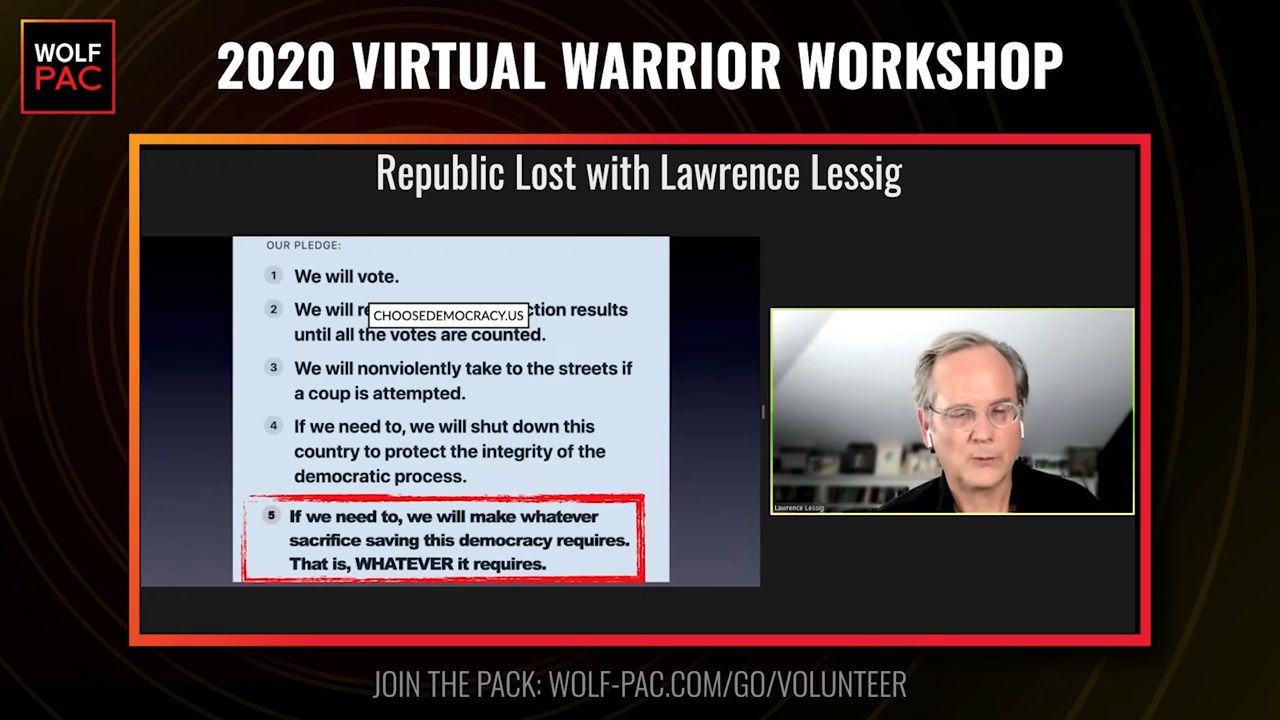 WOLF
PAC
2020 VIRTUAL WARRIOR WORKSHOP
Republic Lost with Lawrence Lessig
OUR PLEDGE:
1 We will vote.
2 We will re CHOOSEDEMOCRACY.US ction results
until all the votes are counted.
3 We will nonviolently take to the streets if
a coup is attempted.
4 If we need to, we will shut down this
country to protect the integrity of the
democratic process.
5 If we need to, we will make whatever
sacrifice saving this democracy requires.
That is, WHATEVER it requires.
Lawrence Lessig
JOIN THE PACK: WOLF-PAC.COM/GO/VOLUNTEER